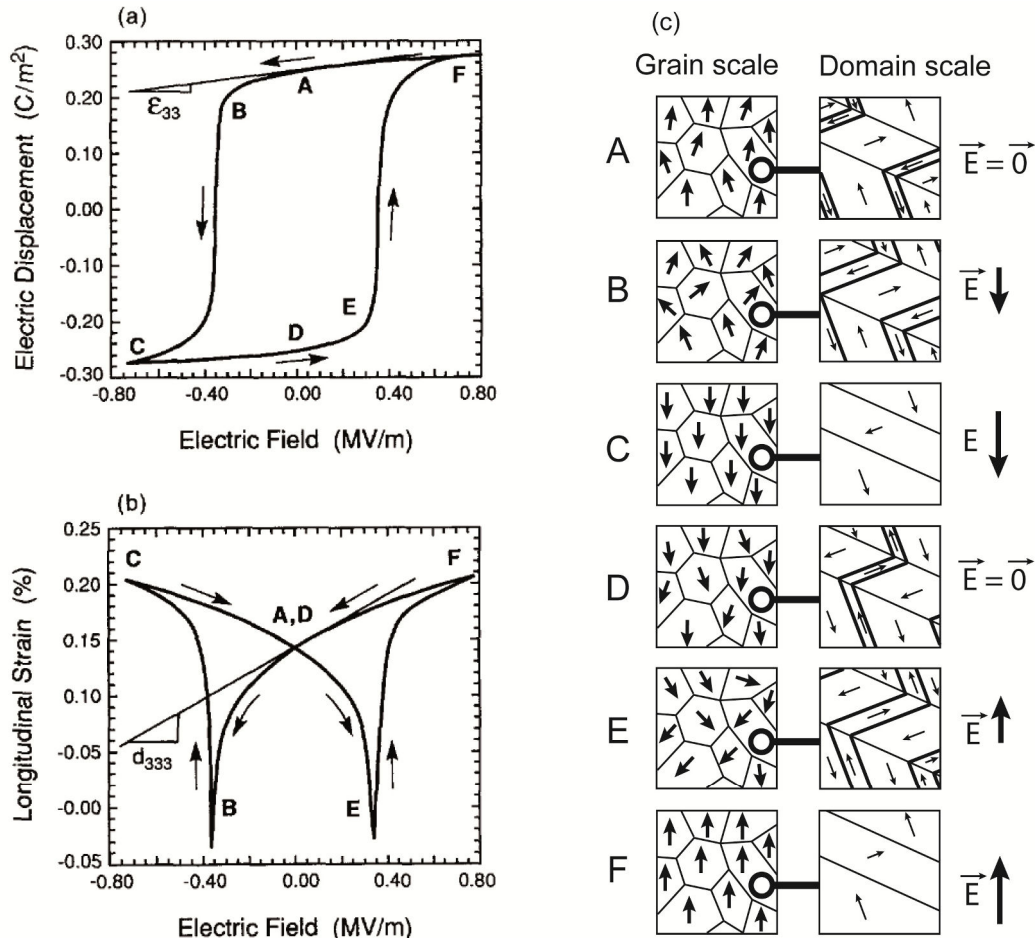 (a)
Electric Displacement (C/m²)
0.30
0.20
0.10
0.00
-0.10
-0.20
-0.30
-0.80
-0.40
0.00
0.40
0.80
Electric Field (MV/m)
A
B
C
D
E
F
ε33
(b)
Longitudinal Strain (%)
0.25
0.20
0.15
0.10
-0.05
-0.00
-0.05
-0.80
-0.40
0.00
0.40
0.80
Electric Field (MV/m)
C
F
A,D
B
E
d333
(c)
Grain scale Domain scale
A E = 0
B E
C E
D E = 0
E E
F E